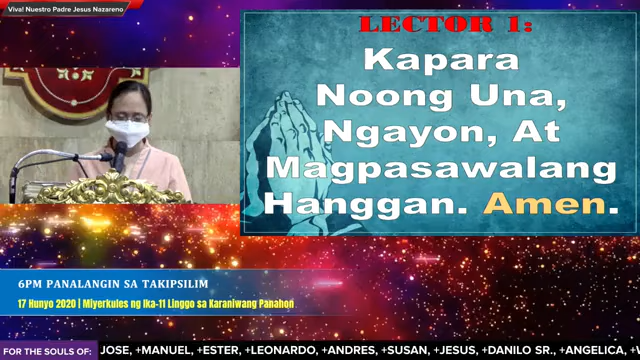 Viva! Nuestro Padre Jesus Nazareno
LECTOR 1:
Kapara
Noong Una,
Ngayon, At
Magpasawalang
Hanggan. Amen.
6PM PANALANGIN SA TAKIPSILIM
17 Hunyo 2020 | Miyerkules ng Ika-11 Linggo sa Karaniwang Panahon
FOR THE SOULS OF: JOSE, +MANUEL, +ESTER, +LEONARDO, +ANDRES, +SUSAN, +JESUS, +DANILO SR., +ANGELICA,